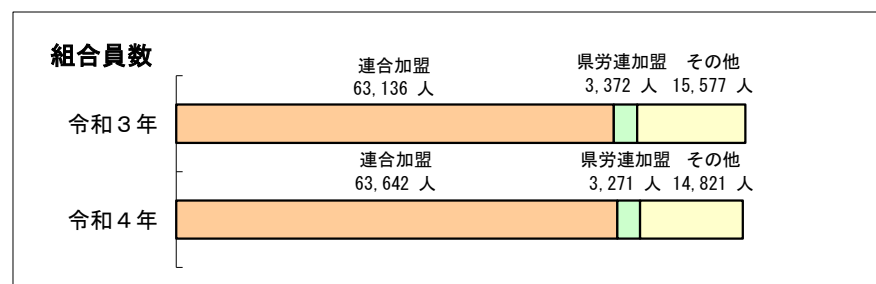 組合員数
連合加盟 県労連加盟 その他
63,136 人 3,372 人 15,577 人
令和３年
連合加盟 県労連加盟 その他
63,642 人 3,271 人 14,821 人
令和４年